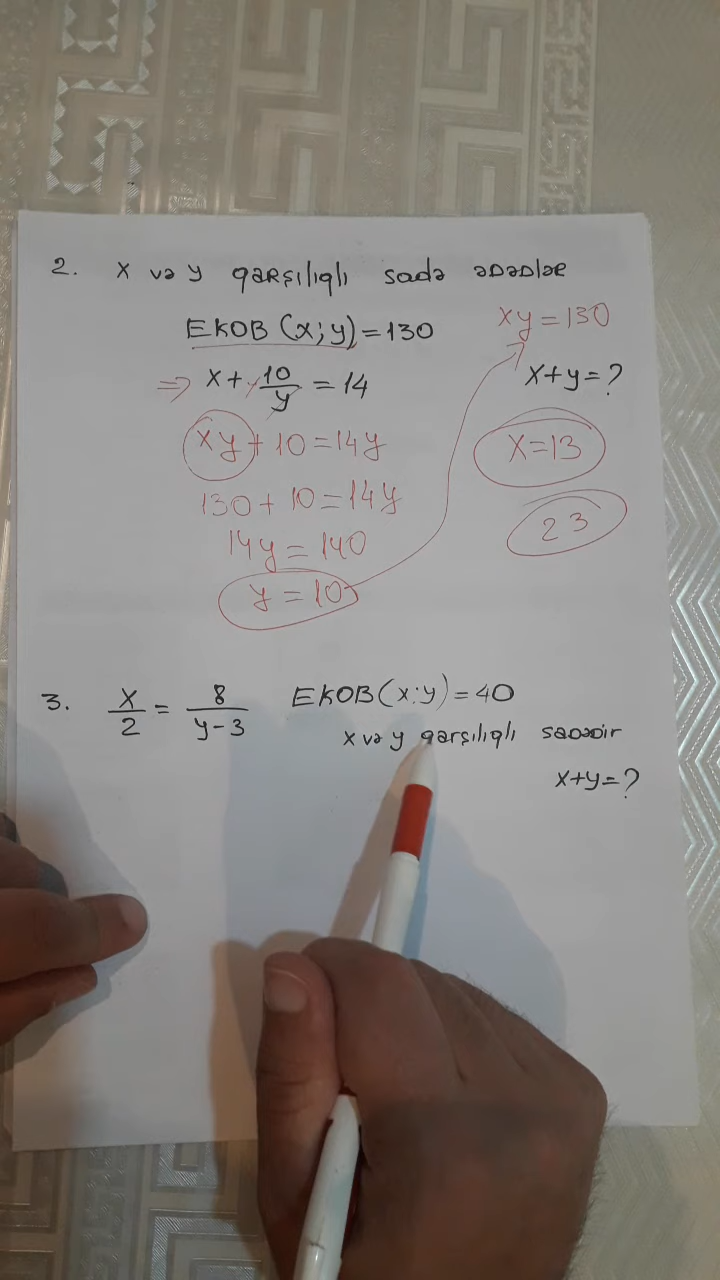 2. x və y qarşılıqlı sadə ədədlər
EKOB (x; y) = 130
xy = 130
=> x + 10/y = 14
x+y = ?
xy + 10 = 14y
x = 13
130 + 10 = 14y
23
14y = 140
y = 10
3. x/2 = 8/(y-3) EKOB(x;y) = 40
x və y qarşılıqlı sadədir
x+y = ?